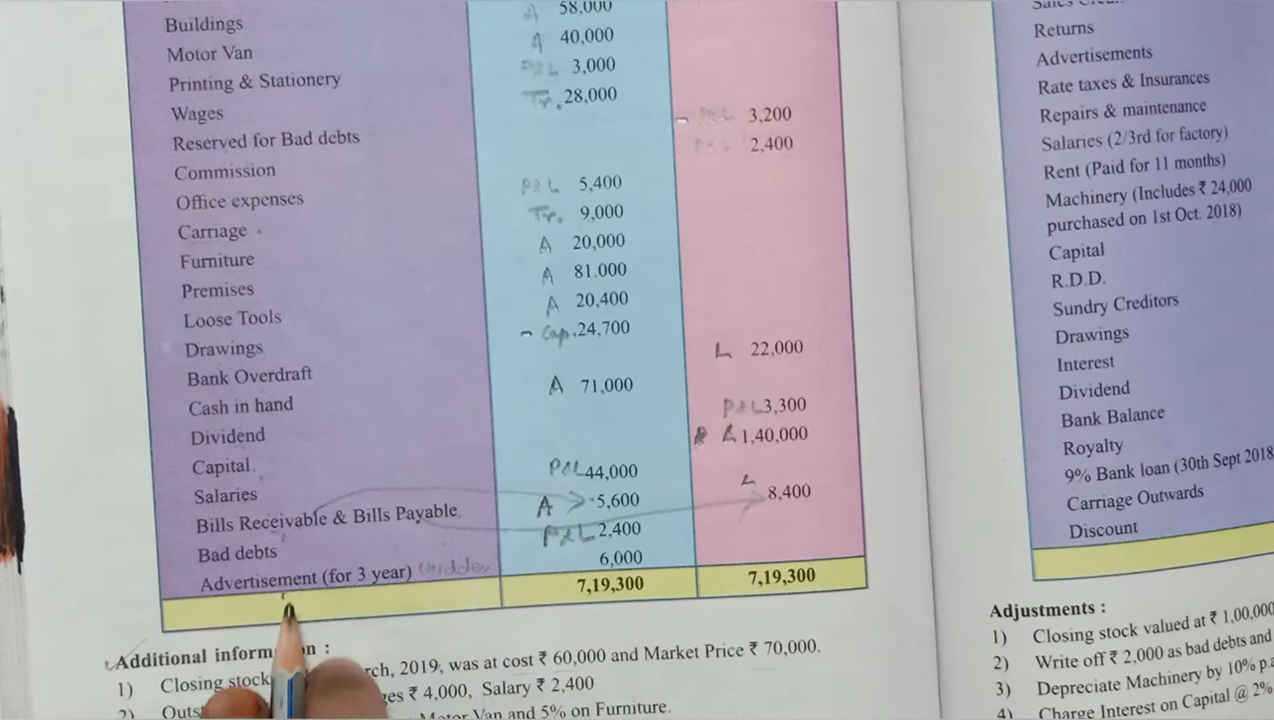 58,000
Buildings A 40,000
Motor Van P&L 3,000
Printing & Stationery Tr. 28,000
Wages
Reserved for Bad debts 3,200
Commission 2,400
Office expenses P&L 5,400
Carriage Tr. 9,000
Furniture A 20,000
Premises A 81.000
Loose Tools A 20,400
Drawings - Cap. 24,700
Bank Overdraft L 22,000
Cash in hand A 71,000
Dividend P&L 3,300
Capital 1,40,000
Salaries P&L 44,000
Bills Receivable & Bills Payable A 5,600 L 8,400
Bad debts P&L 2,400
Advertisement (for 3 year) 6,000
7,19,300 7,19,300
Additional inform n :
1) Closing stock rch, 2019, was at cost ₹ 60,000 and Market Price ₹ 70,000.
2) Outs ges ₹ 4,000, Salary ₹ 2,400
Motor Van and 5% on Furniture.
Returns
Advertisements
Rate taxes & Insurances
Repairs & maintenance
Salaries (2/3rd for factory)
Rent (Paid for 11 months)
Machinery (Includes ₹ 24,000
purchased on 1st Oct. 2018)
Capital
R.D.D.
Sundry Creditors
Drawings
Interest
Dividend
Bank Balance
Royalty
9% Bank loan (30th Sept 2018
Carriage Outwards
Discount
Adjustments :
1) Closing stock valued at ₹ 1,00,000
2) Write off ₹ 2,000 as bad debts and
3) Depreciate Machinery by 10% p.a
4) Charge Interest on Capital @ 2%